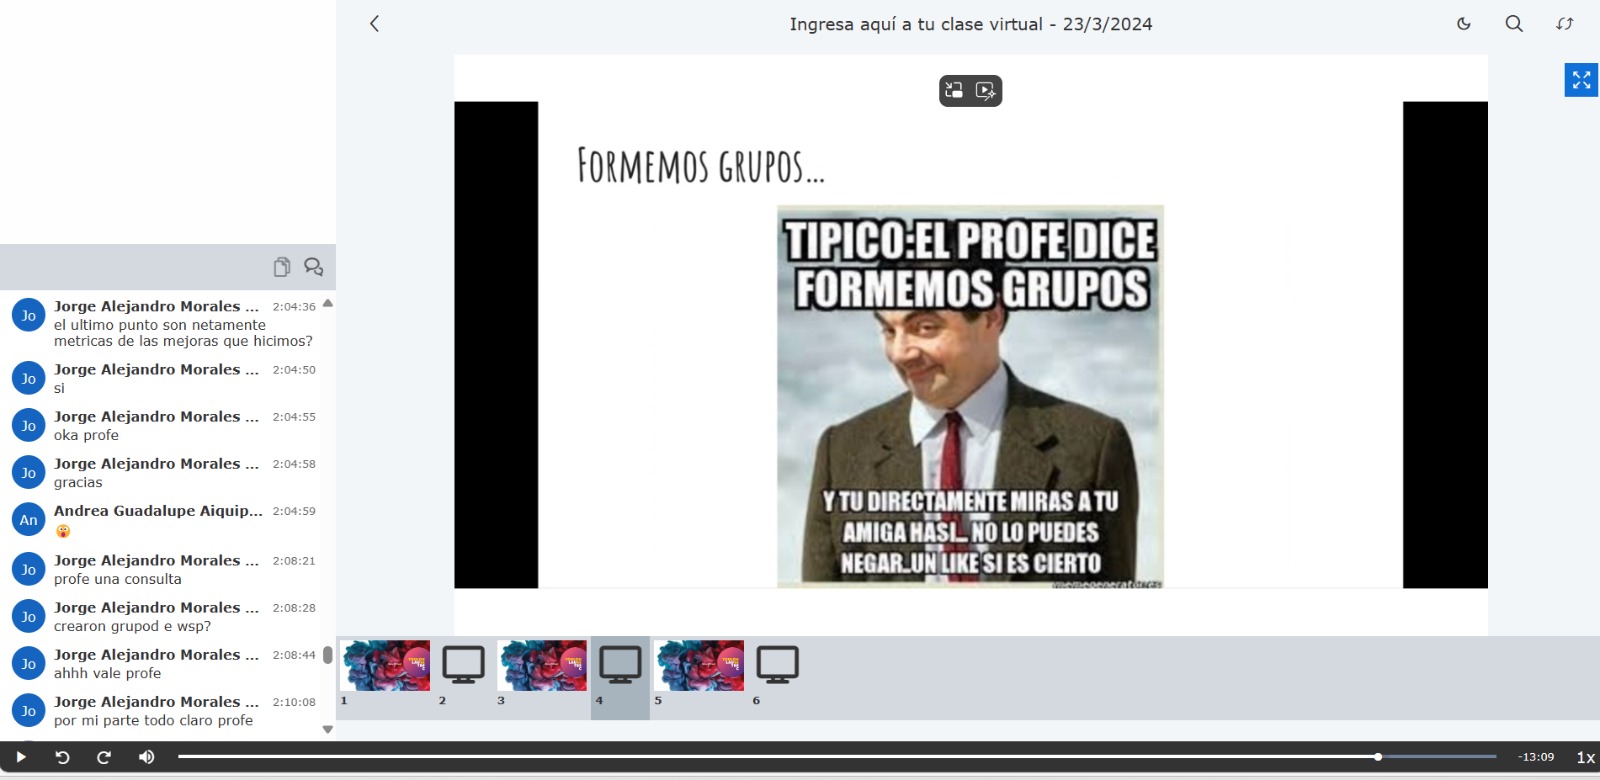 Ingresa aquí a tu clase virtual - 23/3/2024
Formemos grupos...
TIPICO:EL PROFE DICE
FORMEMOS GRUPOS
Y TU DIRECTAMENTE MIRAS A TU
AMIGA HASI... NO LO PUEDES
NEGAR..UN LIKE SI ES CIERTO
memegenerator.es
Jo
Jorge Alejandro Morales ... 2:04:36
el ultimo punto son netamente
metricas de las mejoras que hicimos?
Jo
Jorge Alejandro Morales ... 2:04:50
si
Jo
Jorge Alejandro Morales ... 2:04:55
oka profe
Jo
Jorge Alejandro Morales ... 2:04:58
gracias
An
Andrea Guadalupe Aiquip... 2:04:59
😲
Jo
Jorge Alejandro Morales ... 2:08:21
profe una consulta
Jo
Jorge Alejandro Morales ... 2:08:28
crearon grupod e wsp?
Jo
Jorge Alejandro Morales ... 2:08:44
ahhh vale profe
Jo
Jorge Alejandro Morales ... 2:10:08
por mi parte todo claro profe
1 2 3 4 5 6
-13:09 1x